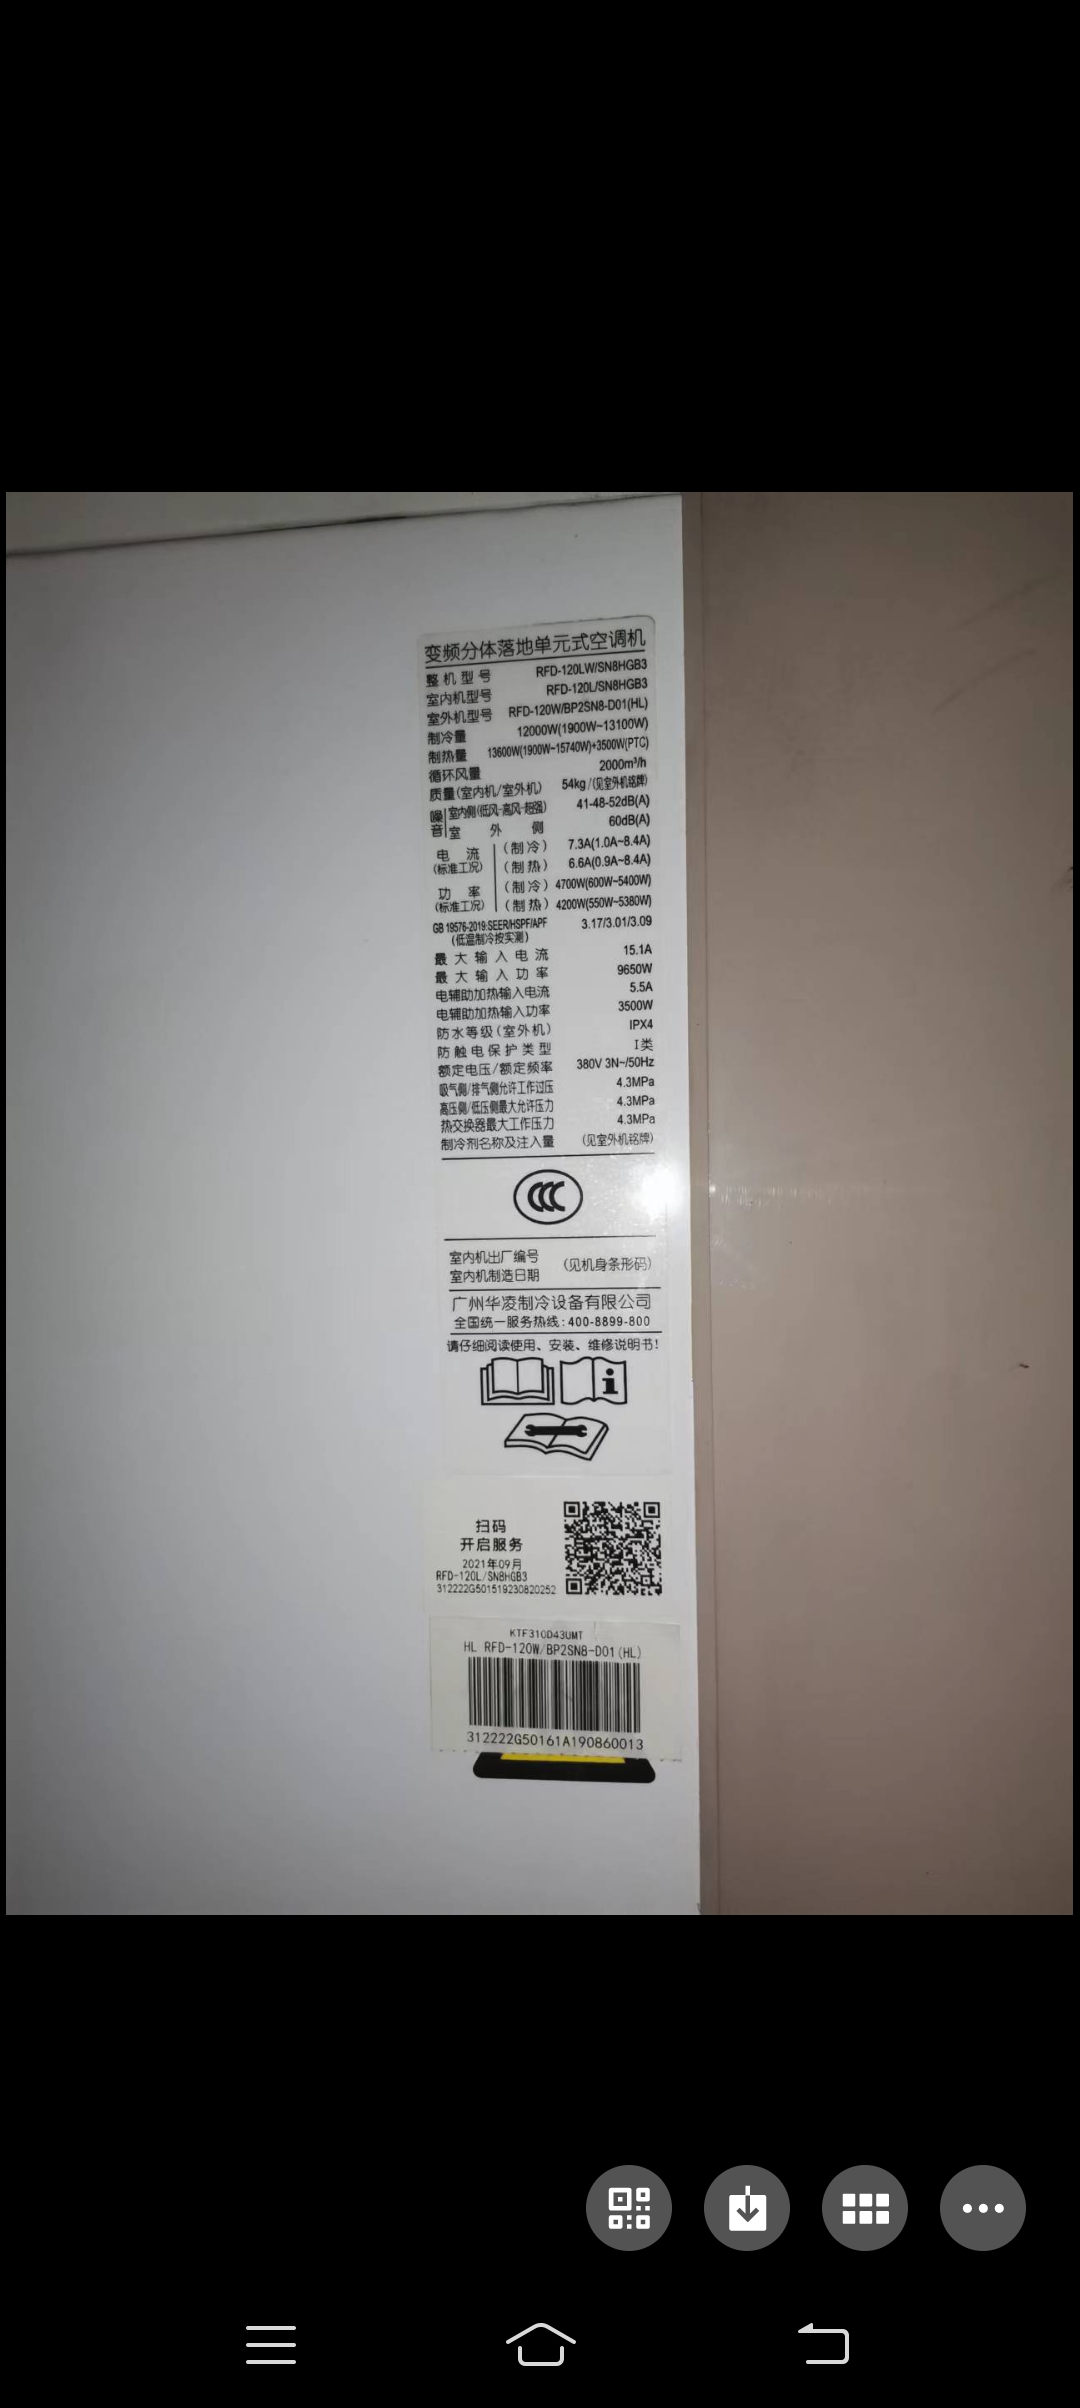 变频分体落地单元式空调机
整机型号 RFD-120LW/SN8HGB3
室内机型号 RFD-120L/SN8HGB3
室外机型号 RFD-120W/BP2SN8-D01(HL)
制冷量 12000W(1900W~13100W)
制热量 13600W(1900W~15740W)+3500W(PTC)
循环风量 2000m³/h
质量(室内机/室外机) 54kg/(见室外机铭牌)
噪音 室内侧(低风-高风-超强) 41-48-52dB(A)
室外侧 60dB(A)
电流(标准工况) (制冷) 7.3A(1.0A~8.4A)
(制热) 6.6A(0.9A~8.4A)
功率(标准工况) (制冷) 4700W(600W~5400W)
(制热) 4200W(550W~5380W)
GB 19576-2019:SEER/HSPF/APF 3.17/3.01/3.09
(低温制冷按实测)
最大输入电流 15.1A
最大输入功率 9650W
电辅助加热输入电流 5.5A
电辅助加热输入功率 3500W
防水等级(室外机) IPX4
防触电保护类型 I类
额定电压/额定频率 380V 3N~/50Hz
吸气侧/排气侧允许工作过压 4.3MPa
高压侧/低压侧最大允许压力 4.3MPa
热交换器最大工作压力 4.3MPa
制冷剂名称及注入量 (见室外机铭牌)
CCC
室内机出厂编号
室内机制造日期 (见机身条形码)
广州华凌制冷设备有限公司
全国统一服务热线:400-8899-800
请仔细阅读使用、安装、维修说明书!
扫码
开启服务
2021年09月
RFD-120L/SN8HGB3
312222G501519230820252
KTF310D43UMT
HL RFD-120W/BP2SN8-D01(HL)
312222G50161A190860013